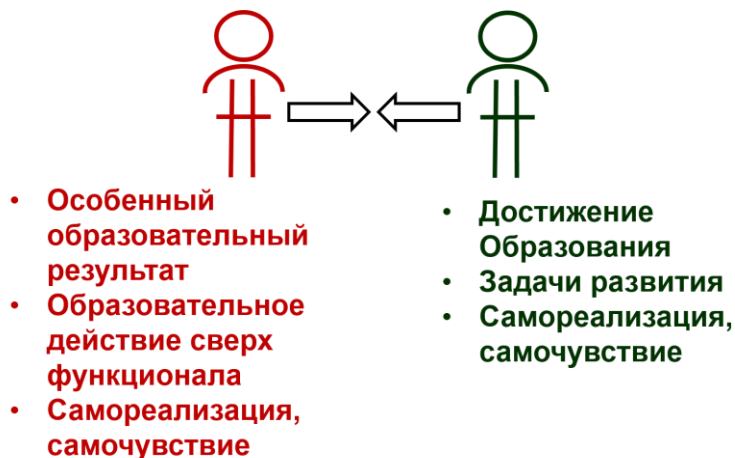 • Особенный
образовательный
результат
• Образовательное
действие сверх
функционала
• Самореализация,
самочувствие
• Достижение
Образования
• Задачи развития
• Самореализация,
самочувствие